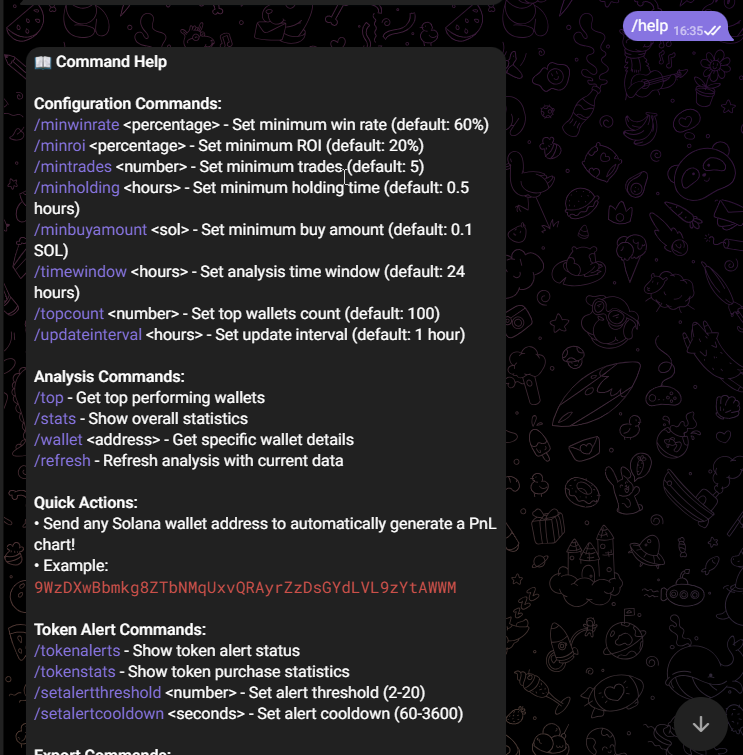 /help 16:35
Command Help
Configuration Commands:
/minwinrate <percentage> - Set minimum win rate (default: 60%)
/minroi <percentage> - Set minimum ROI (default: 20%)
/mintrades <number> - Set minimum trades (default: 5)
/minholding <hours> - Set minimum holding time (default: 0.5
hours)
/minbuyamount <sol> - Set minimum buy amount (default: 0.1
SOL)
/timewindow <hours> - Set analysis time window (default: 24
hours)
/topcount <number> - Set top wallets count (default: 100)
/updateinterval <hours> - Set update interval (default: 1 hour)
Analysis Commands:
/top - Get top performing wallets
/stats - Show overall statistics
/wallet <address> - Get specific wallet details
/refresh - Refresh analysis with current data
Quick Actions:
• Send any Solana wallet address to automatically generate a PnL
chart!
• Example:
9WzDXwBbmkg8ZTbNMqUxvQRAyrZzDsGYdLVL9zYtAWWM
Token Alert Commands:
/tokenalerts - Show token alert status
/tokenstats - Show token purchase statistics
/setalertthreshold <number> - Set alert threshold (2-20)
/setalertcooldown <seconds> - Set alert cooldown (60-3600)
Export Commands: